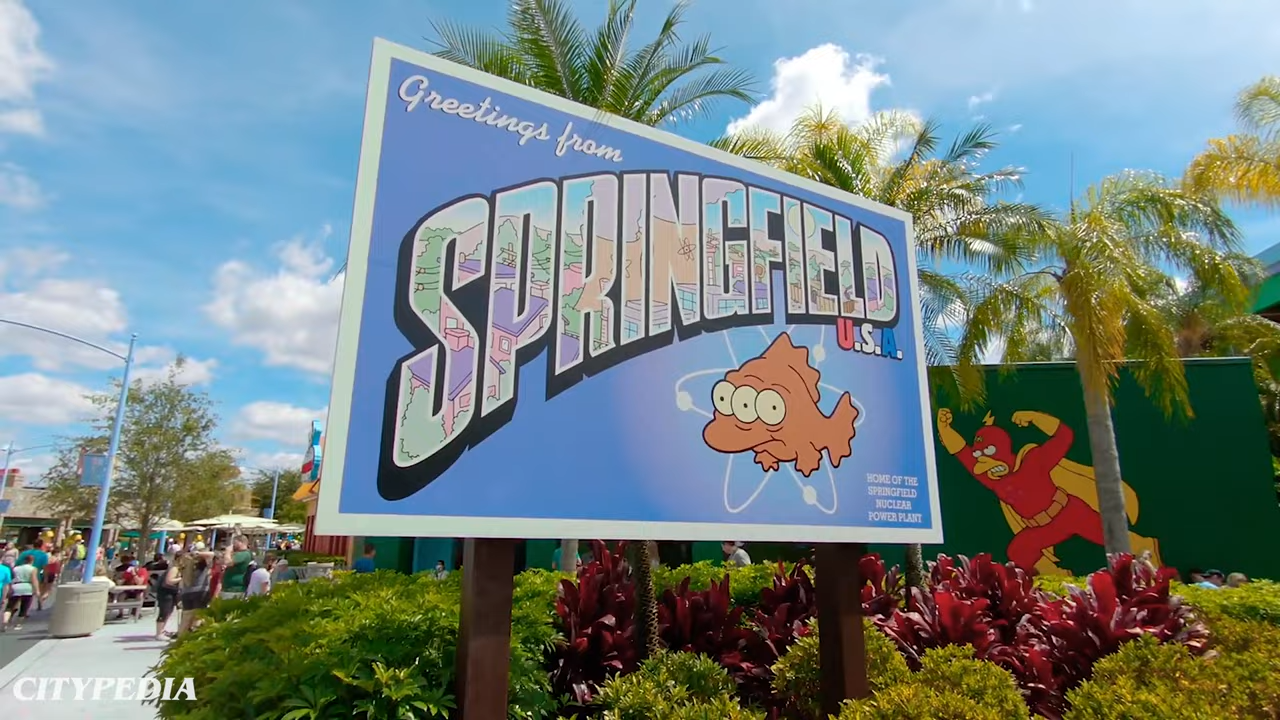 Greetings from
SPRINGFIELD
U.S.A.
HOME OF THE
SPRINGFIELD
NUCLEAR
POWER PLANT
CITYPEDIA